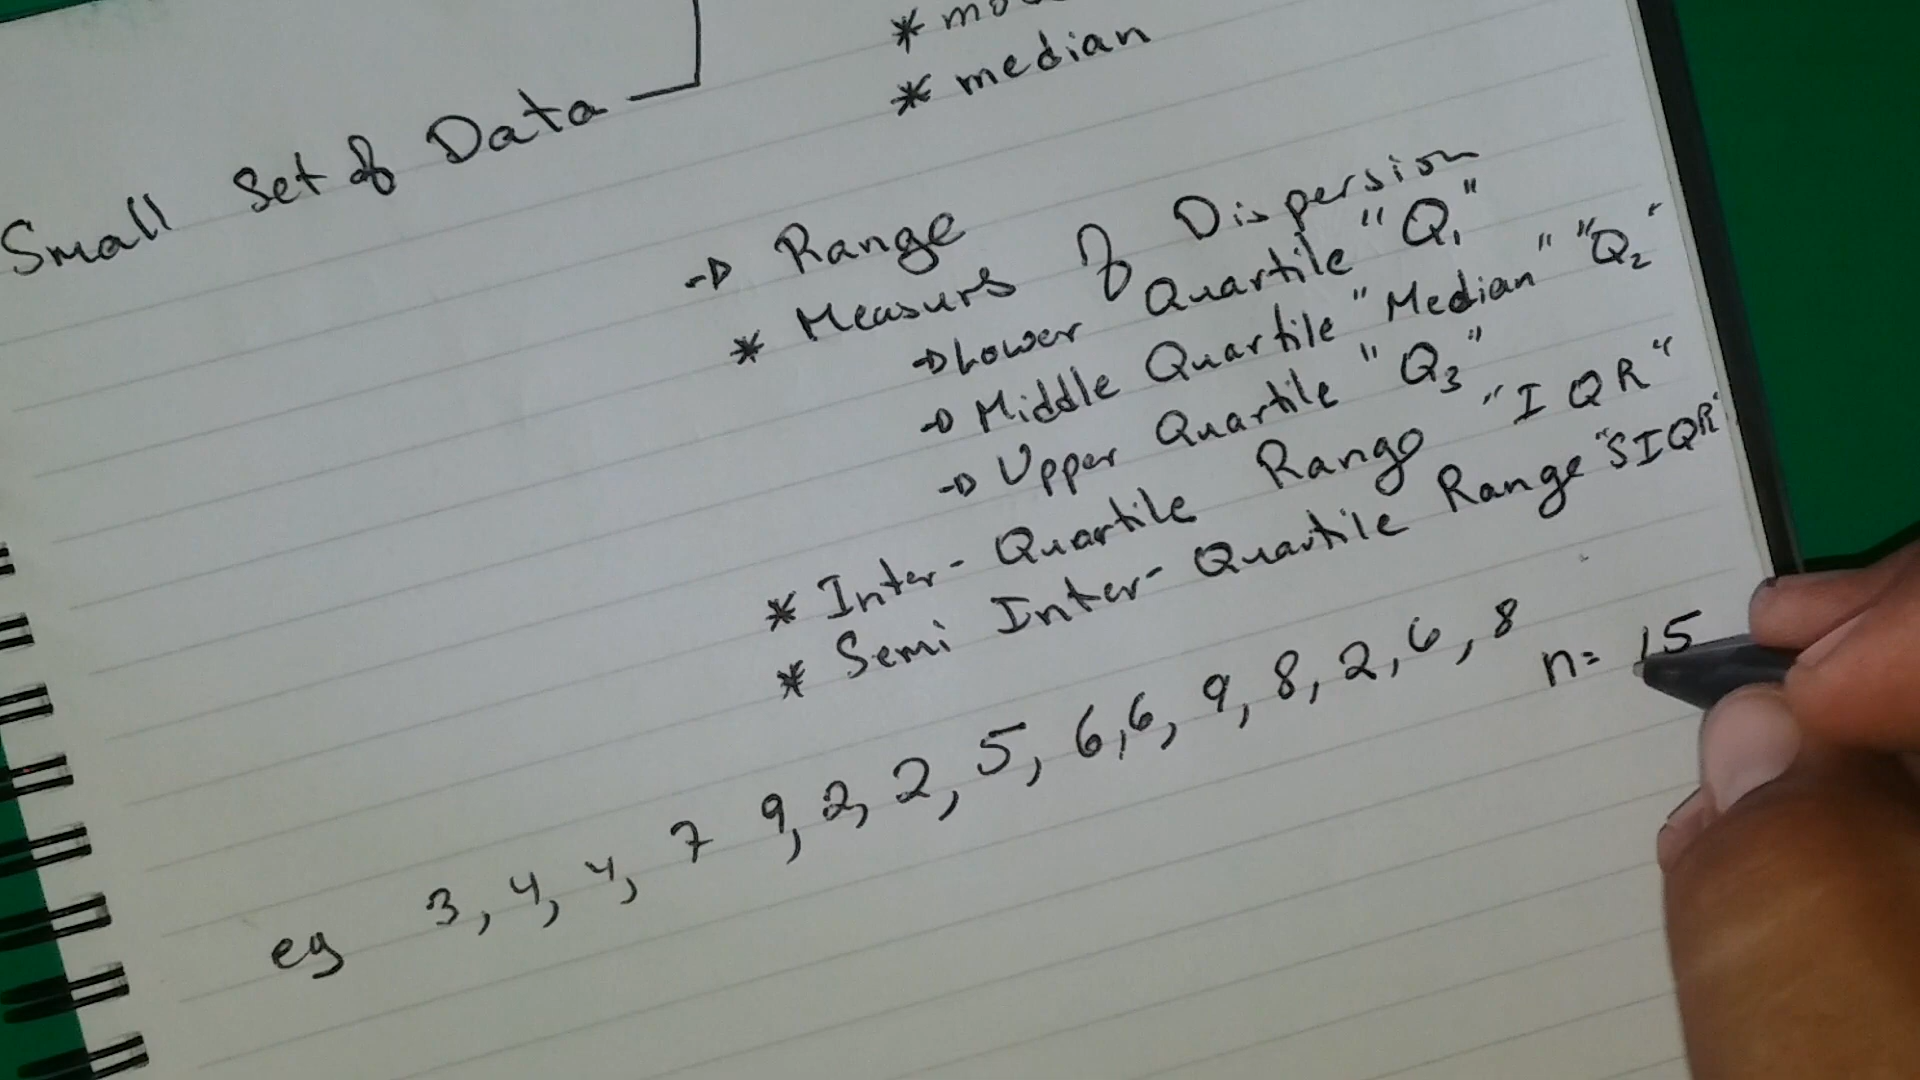 * median
Small Set of Data
→ Range
* Measurs of Dispersion
→ Lower Quartile "Q1"
→ Middle Quartile "Median" "Q2"
→ Upper Quartile "Q3"
* Inter-Quartile Range "IQR"
* Semi Inter-Quartile Range "SIQR"
eg 3, 4, 4, 7 9, 2, 2, 5, 6, 6, 9, 8, 2, 6, 8 n= 15